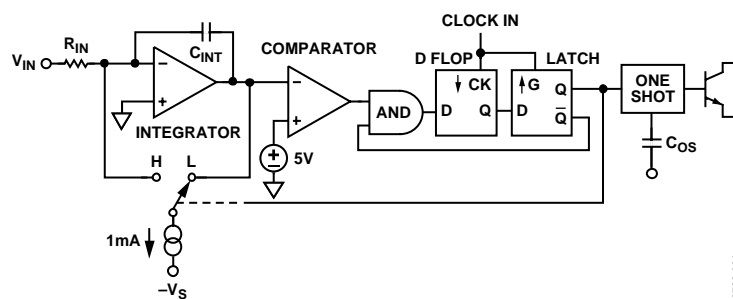 CLOCK IN
R_IN
C_INT
V_IN
COMPARATOR
D FLOP
LATCH
↓ CK
↑ G
Q
ONE
SHOT
–
+
–
+
AND
D
Q
D
Q̅
INTEGRATOR
5V
+
–
C_OS
H
L
1mA
–V_S